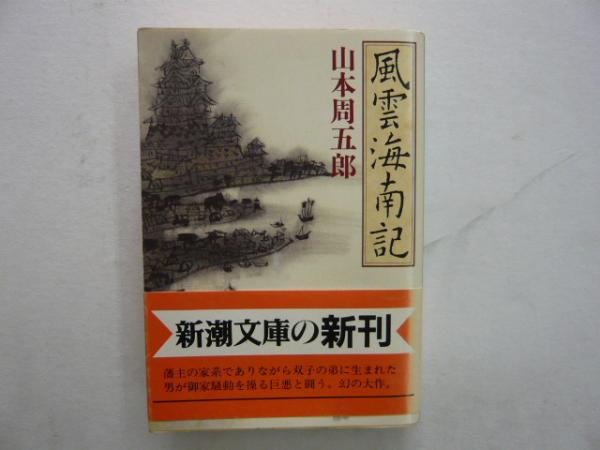 風雲海南記
山本周五郎
新潮文庫の新刊
藩主の家系でありながら双子の弟に生まれた
男が御家騒動を操る巨悪と闘う、幻の大作。